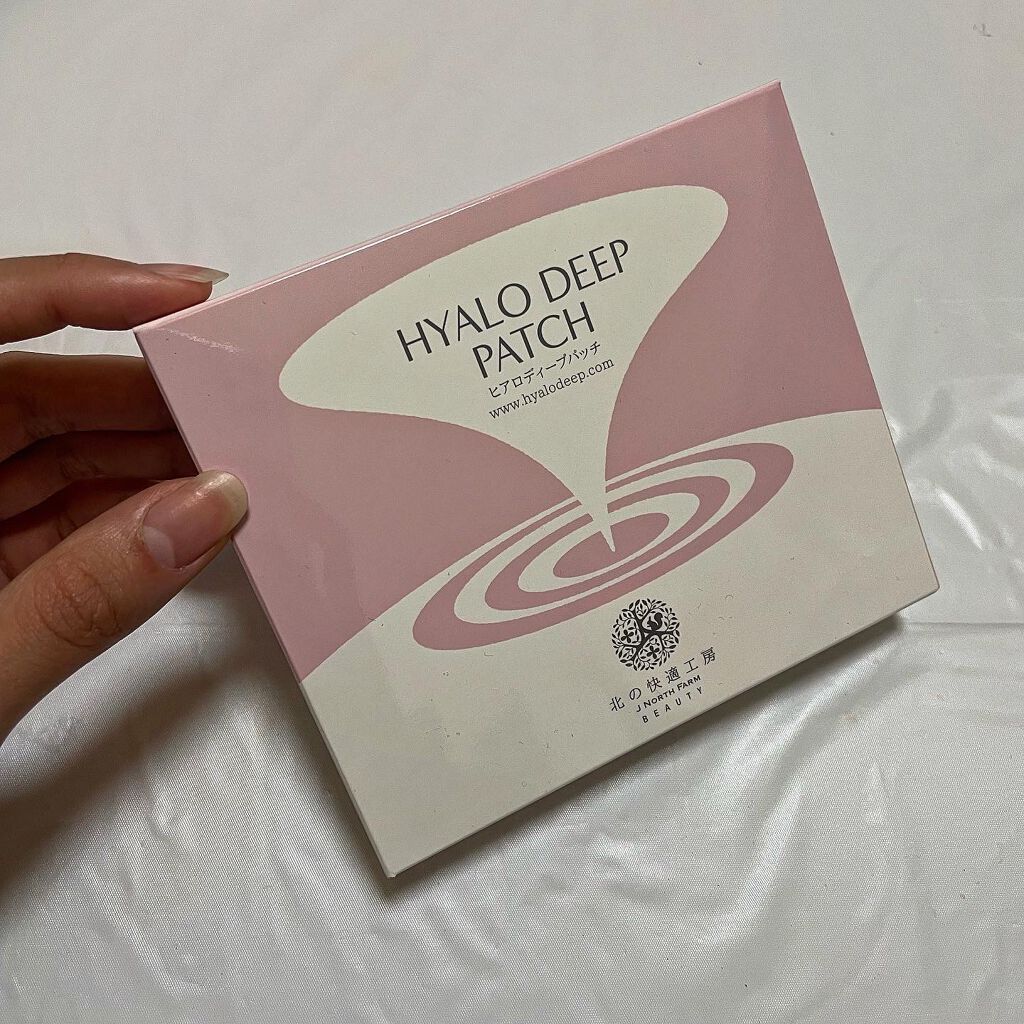 HYALO DEEP
PATCH
ヒアロディープパッチ
www.hyalodeep.com
北の快適工房
J NORTH FARM
BEAUTY